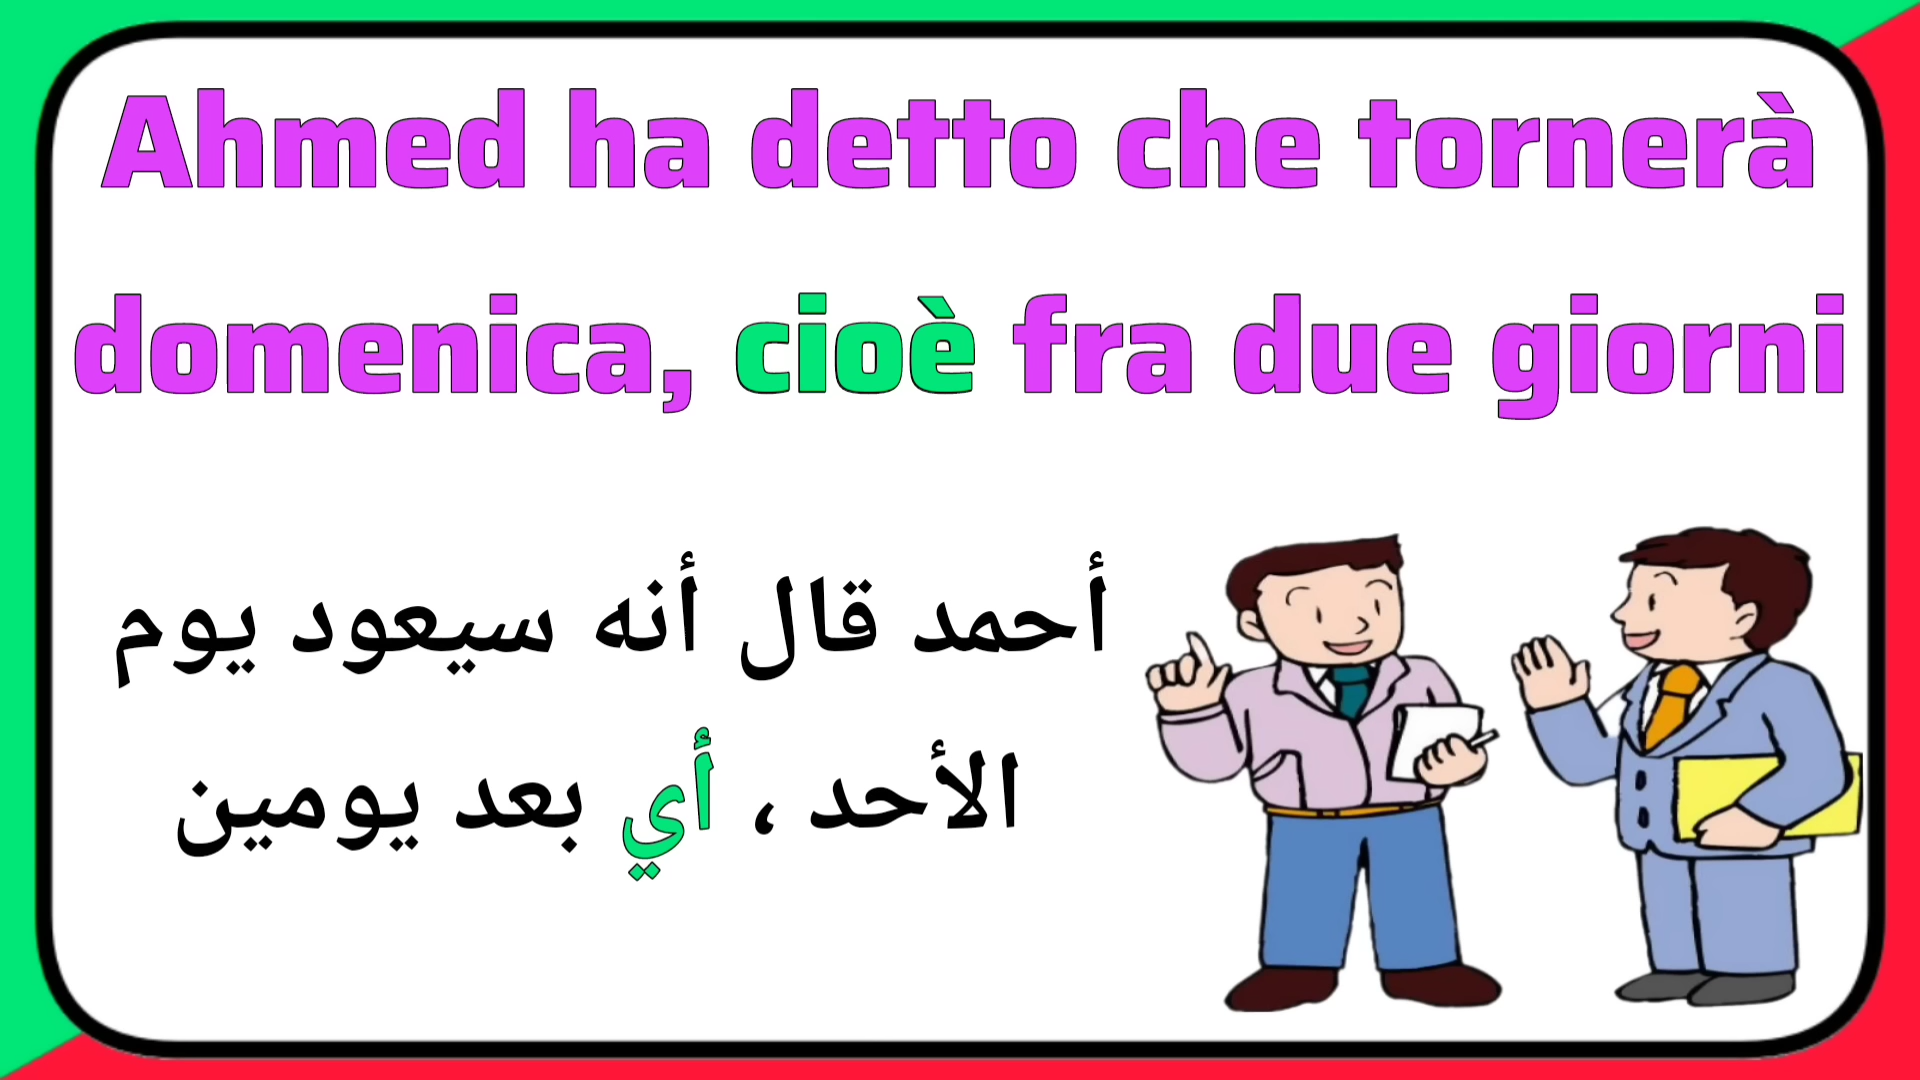 Ahmed ha detto che tornerà
domenica, cioè fra due giorni
أحمد قال أنه سيعود يوم
الأحد ، أي بعد يومين